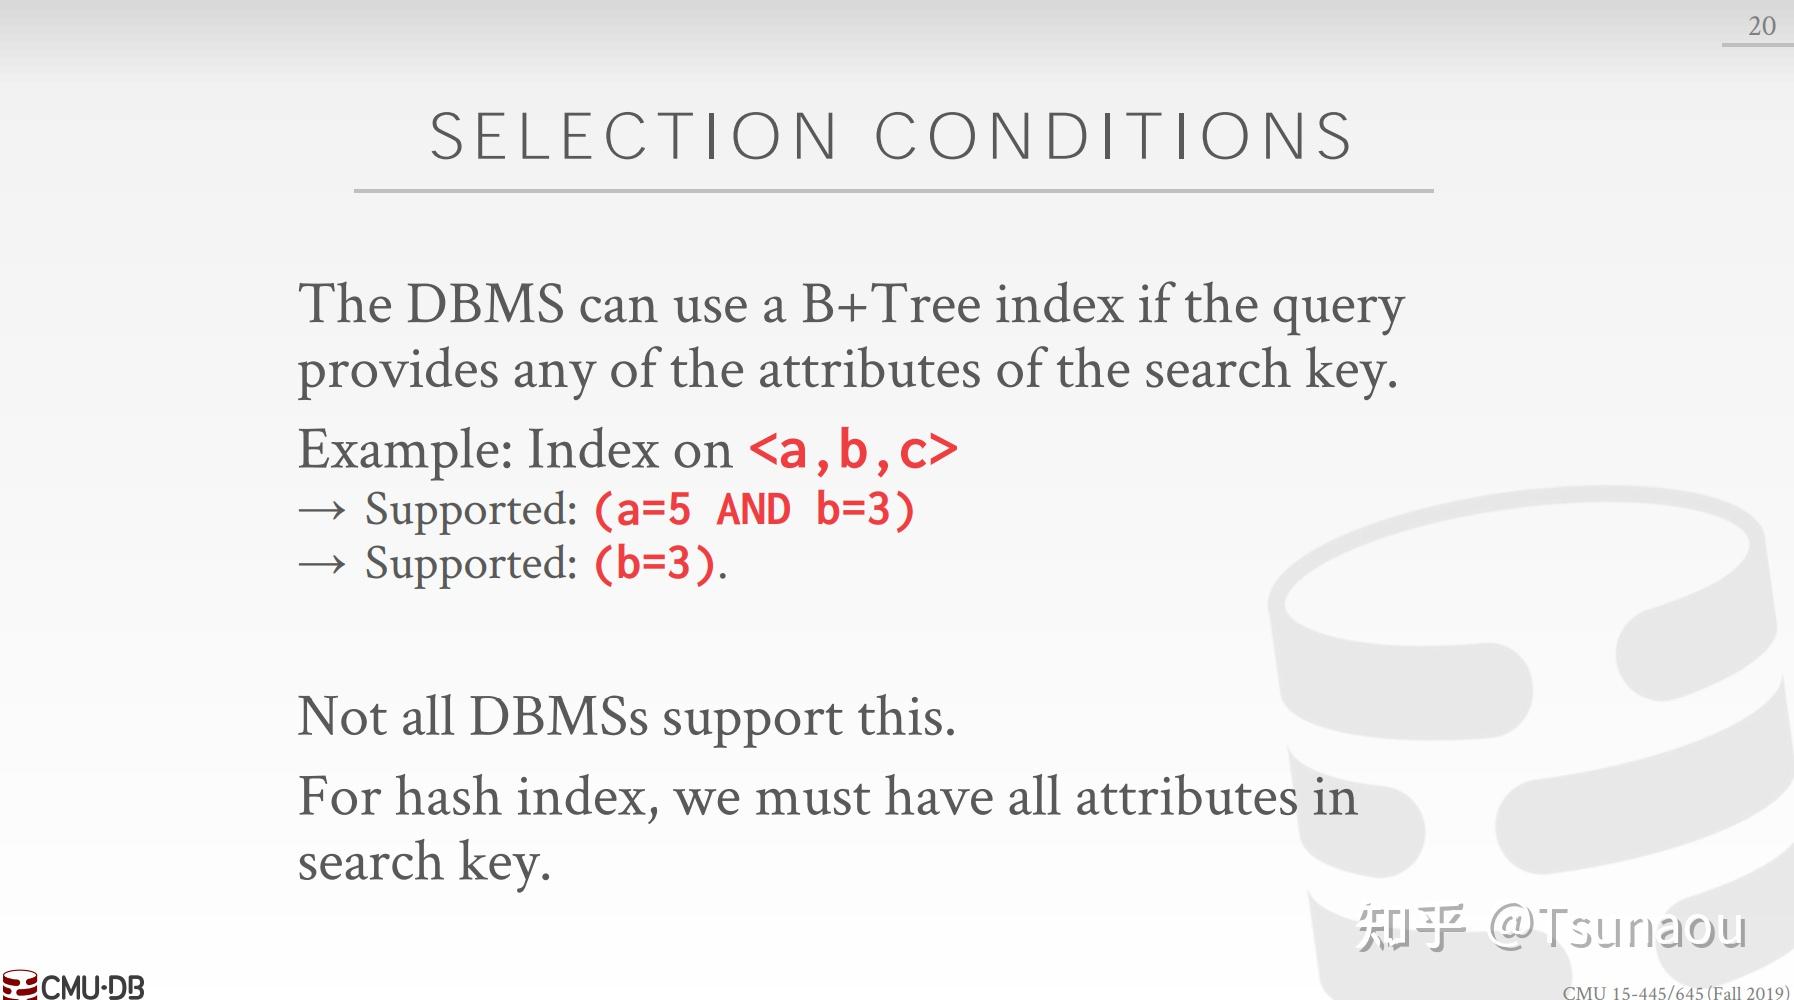 20
SELECTION CONDITIONS
The DBMS can use a B+Tree index if the query
provides any of the attributes of the search key.
Example: Index on <a,b,c>
→ Supported: (a=5 AND b=3)
→ Supported: (b=3).
Not all DBMSs support this.
For hash index, we must have all attributes in
search key.
知乎 @Tsunaou
CMU·DB
CMU 15-445/645 (Fall 2019)